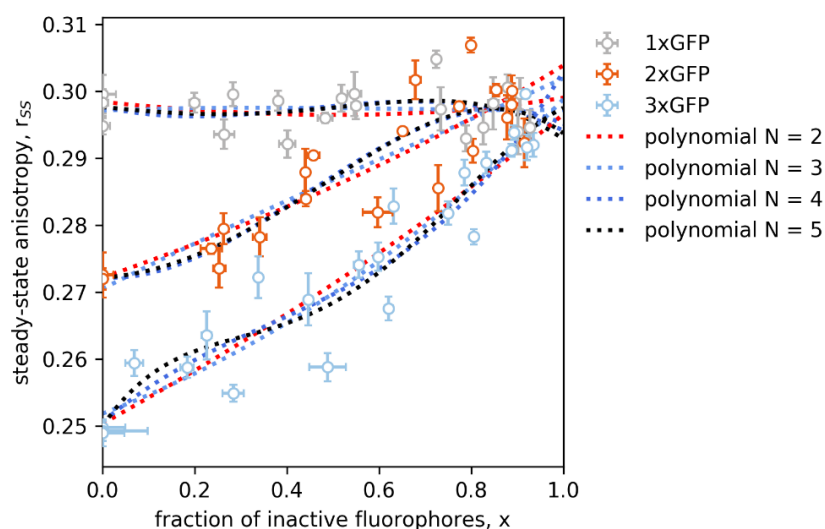 0.31
0.30
0.29
0.28
0.27
0.26
0.25
steady-state anisotropy, rss
0.0 0.2 0.4 0.6 0.8 1.0
fraction of inactive fluorophores, x
1xGFP
2xGFP
3xGFP
polynomial N = 2
polynomial N = 3
polynomial N = 4
polynomial N = 5